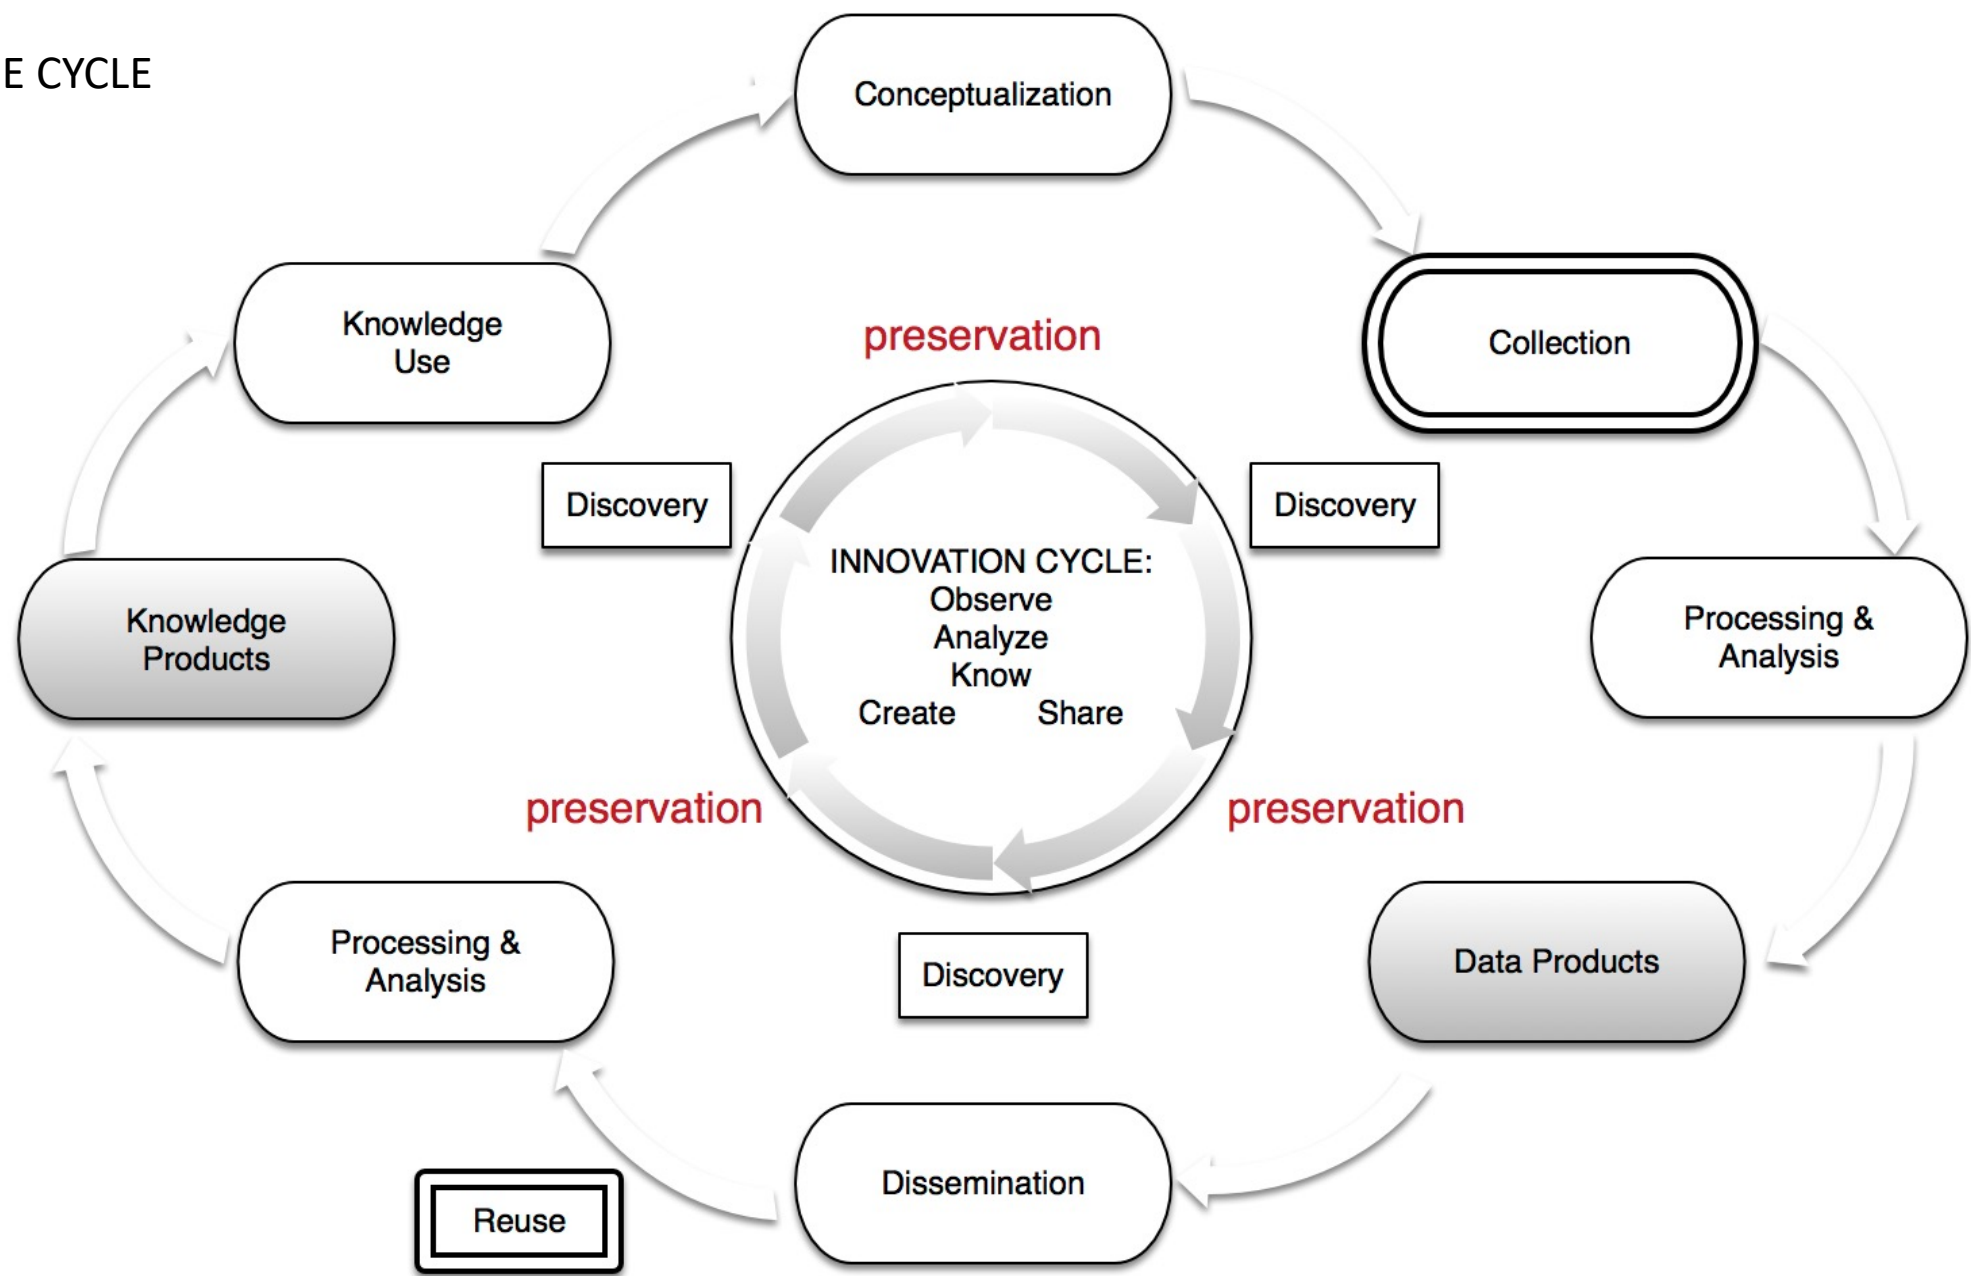 E CYCLE
Conceptualization
Knowledge
Use
preservation
Collection
Discovery
Discovery
INNOVATION CYCLE:
Observe
Analyze
Know
Create Share
Knowledge
Products
Processing &
Analysis
preservation
preservation
Processing &
Analysis
Discovery
Data Products
Dissemination
Reuse